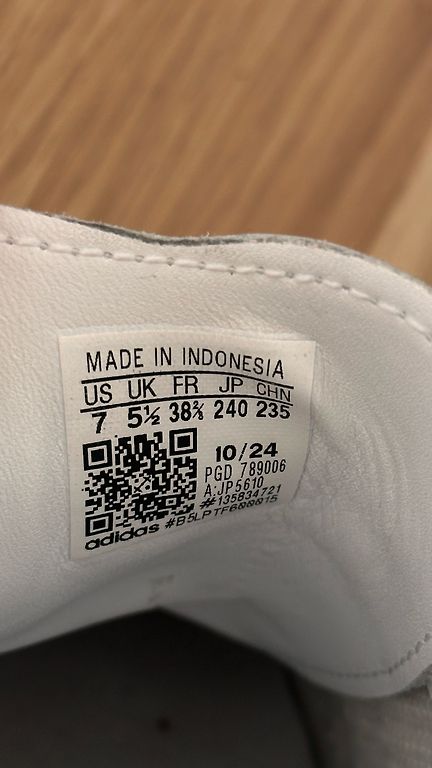 MADE IN INDONESIA
US UK FR JP CHN
7 5½ 38⅔ 240 235
10/24
PGD 789006
A:JP5610
#135834721
adidas #B5LPTF600015